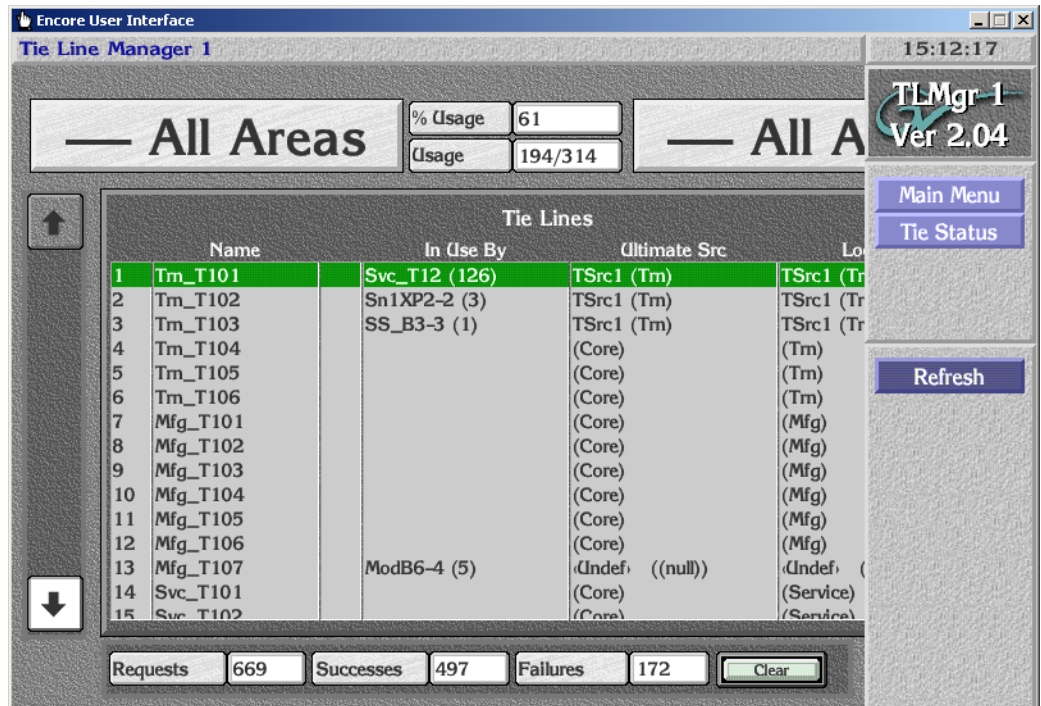 Encore User Interface
Tie Line Manager 1
15:12:17
TLMgr 1
Ver 2.04
— All Areas
% Usage 61
Usage 194/314
— All A
Main Menu
Tie Status
Refresh
Tie Lines
Name In Use By Ultimate Src Lo
1 Trn_T101 Svc_T12 (126) TSrc1 (Trn) TSrc1 (Tr
2 Trn_T102 Sn1XP2-2 (3) TSrc1 (Trn) TSrc1 (Tr
3 Trn_T103 SS_B3-3 (1) TSrc1 (Trn) TSrc1 (Tr
4 Trn_T104 (Core) (Trn)
5 Trn_T105 (Core) (Trn)
6 Trn_T106 (Core) (Trn)
7 Mfg_T101 (Core) (Mfg)
8 Mfg_T102 (Core) (Mfg)
9 Mfg_T103 (Core) (Mfg)
10 Mfg_T104 (Core) (Mfg)
11 Mfg_T105 (Core) (Mfg)
12 Mfg_T106 (Core) (Mfg)
13 Mfg_T107 ModB6-4 (5) ‹Undef› ((null)) ‹Undef› (
14 Svc_T101 (Core) (Service)
15 Svc_T102 (Core) (Service)
Requests 669 Successes 497 Failures 172 Clear